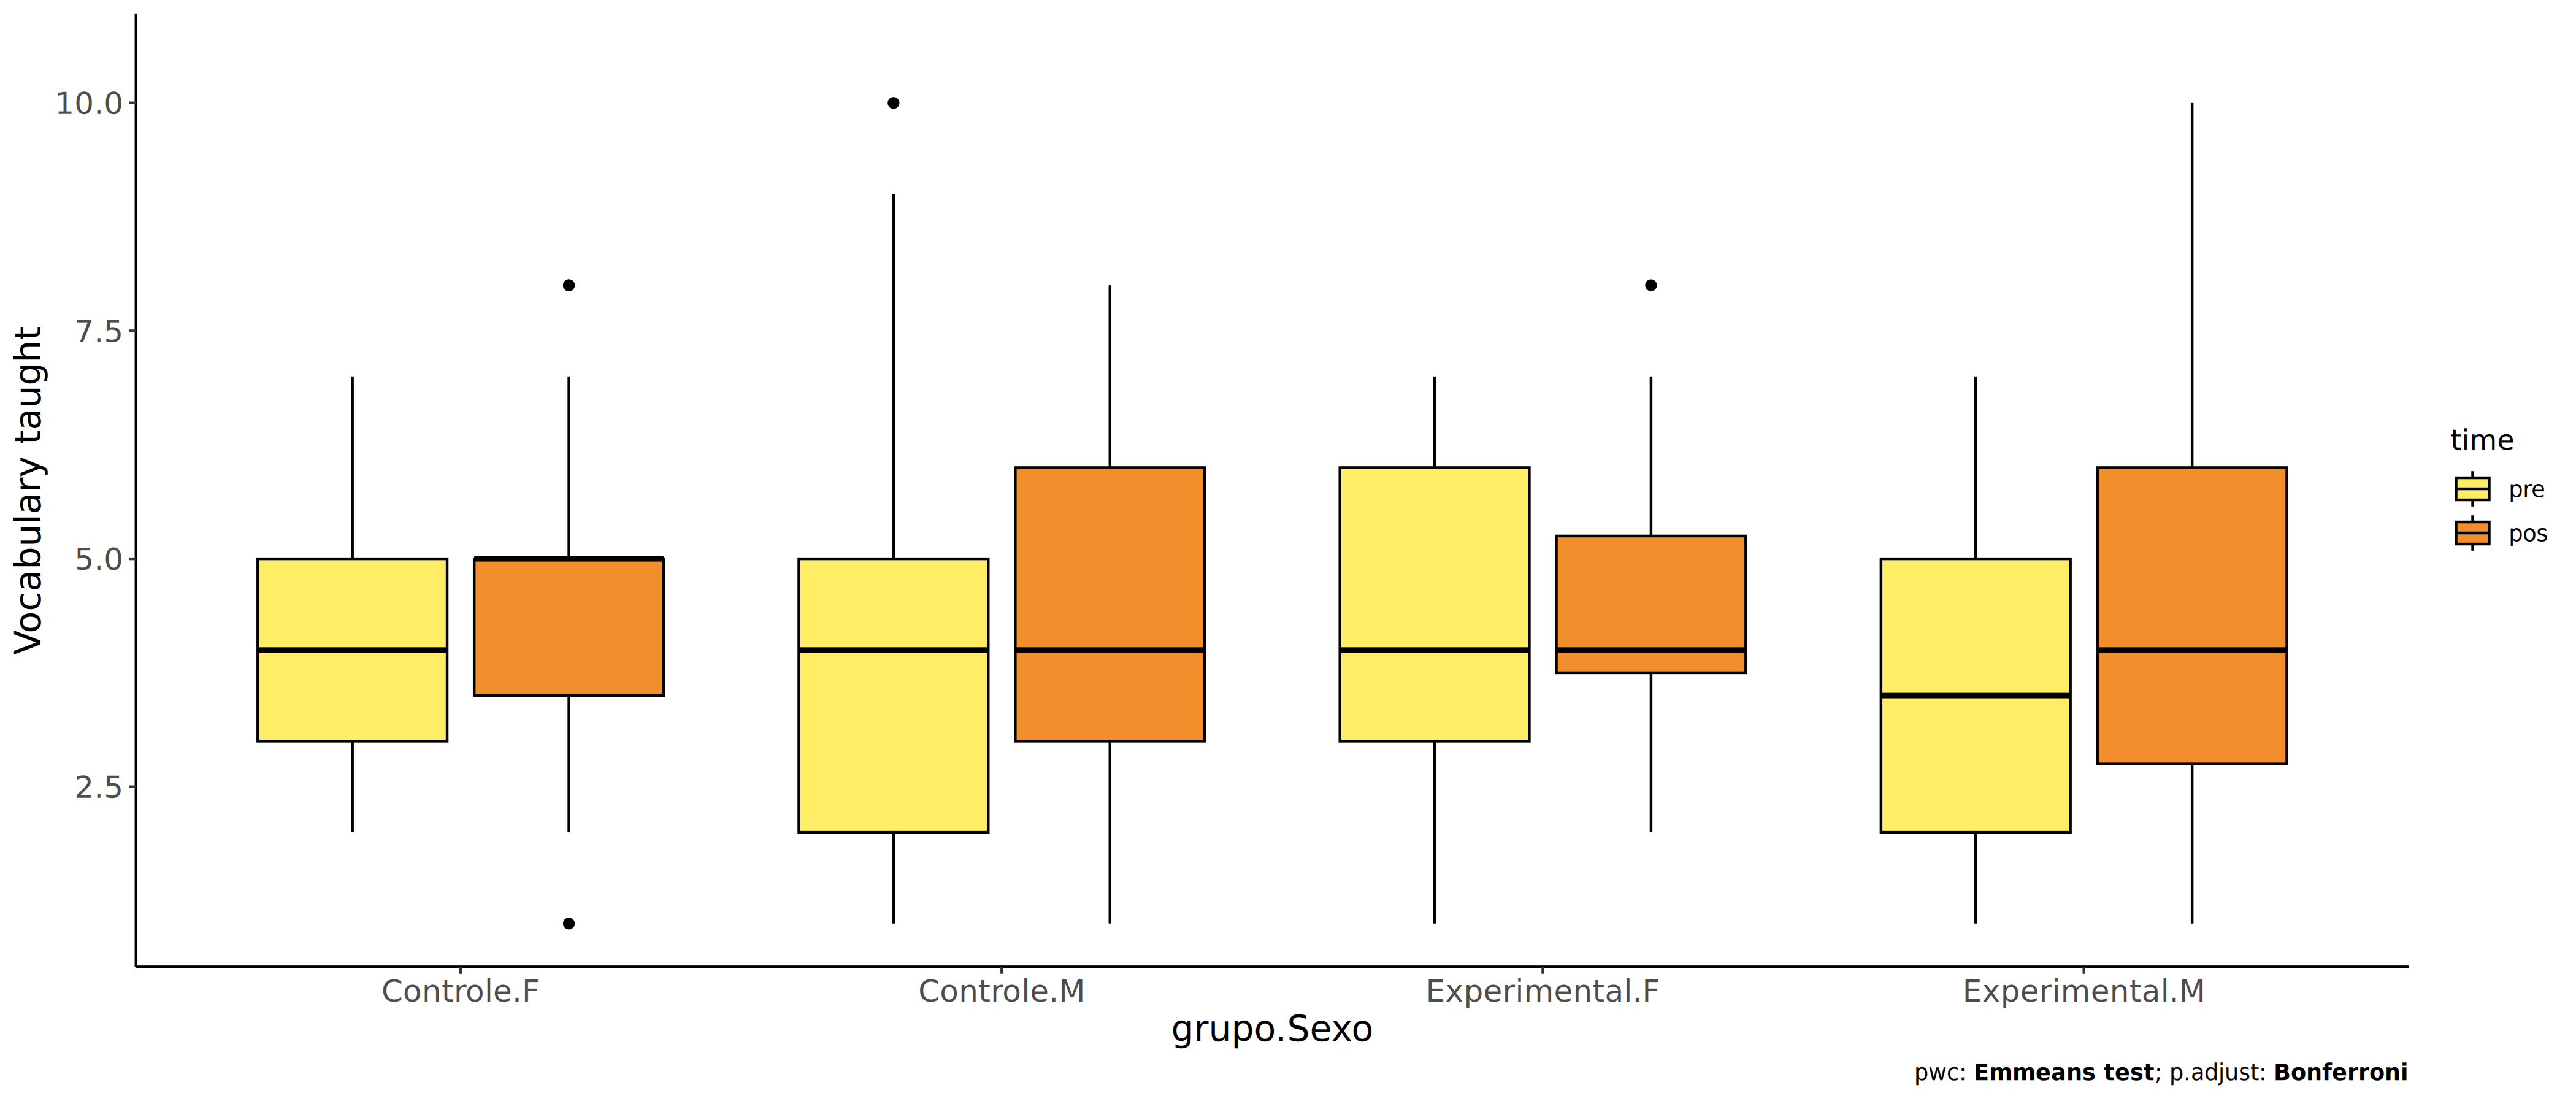 Vocabulary taught
10.0
7.5
5.0
2.5
Controle.F
Controle.M
Experimental.F
Experimental.M
grupo.Sexo
time
pre
pos
pwc: Emmeans test; p.adjust: Bonferroni